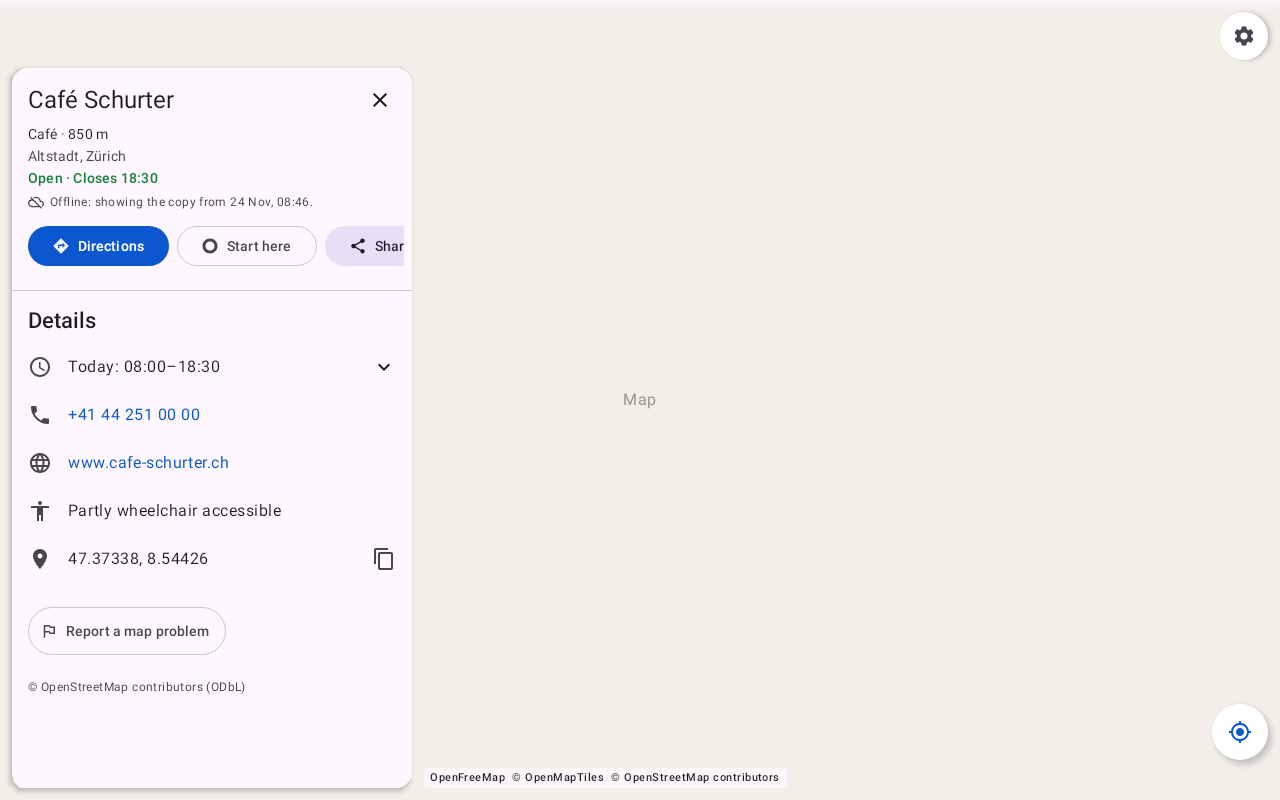 Café Schurter
Café · 850 m
Altstadt, Zürich
Open · Closes 18:30
Offline: showing the copy from 24 Nov, 08:46.
Directions
Start here
Shar
Details
Today: 08:00–18:30
+41 44 251 00 00
www.cafe-schurter.ch
Partly wheelchair accessible
47.37338, 8.54426
Report a map problem
© OpenStreetMap contributors (ODbL)
Map
OpenFreeMap © OpenMapTiles © OpenStreetMap contributors